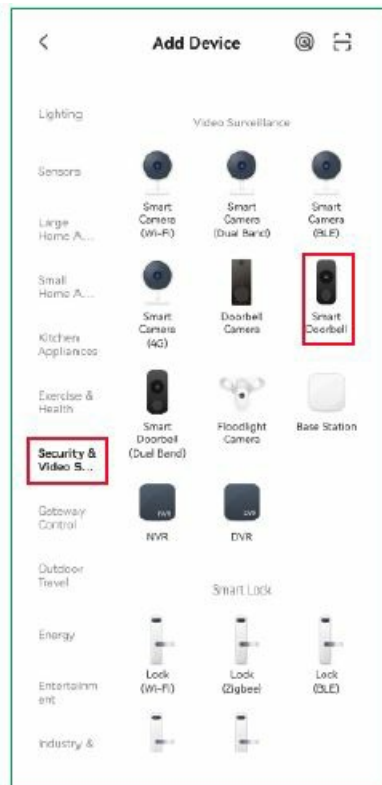 Add Device
Lighting
Sensors
Large
Home A...
Small
Home A...
Kitchen
Appliances
Exercise &
Health
Security &
Video S...
Gateway
Control
Outdoor
Travel
Energy
Entertainm
ent
Industry &
Video Surveillance
Smart
Camera
(Wi-Fi)
Smart
Camera
(Dual Band)
Smart
Camera
(BLE)
Smart
Camera
(4G)
Doorbell
Camera
Smart
Doorbell
Smart
Doorbell
(Dual Band)
Floodlight
Camera
Base Station
NVR
NVR
DVR
DVR
Smart Lock
Lock
(Wi-Fi)
Lock
(Zigbee)
Lock
(BLE)